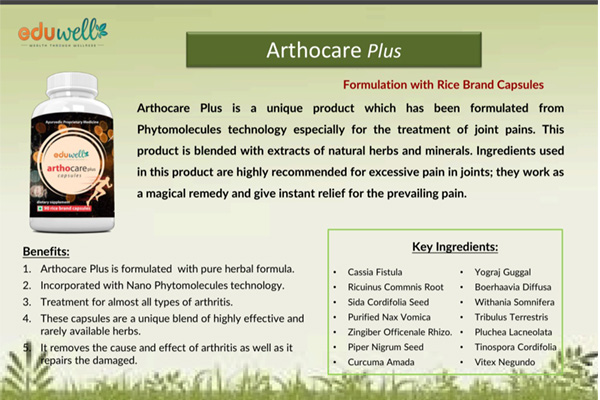 eduwell
WEALTH THROUGH WELLNESS
Arthocare Plus
Formulation with Rice Brand Capsules
Arthocare Plus is a unique product which has been formulated from
Phytomolecules technology especially for the treatment of joint pains. This
product is blended with extracts of natural herbs and minerals. Ingredients used
in this product are highly recommended for excessive pain in joints; they work as
a magical remedy and give instant relief for the prevailing pain.
Ayurvedic Proprietary Medicine
eduwell
arthocare plus
capsules
dietary supplement
90 rice brand capsules
Benefits:
1. Arthocare Plus is formulated with pure herbal formula.
2. Incorporated with Nano Phytomolecules technology.
3. Treatment for almost all types of arthritis.
4. These capsules are a unique blend of highly effective and
rarely available herbs.
5. It removes the cause and effect of arthritis as well as it
repairs the damaged.
Key Ingredients:
• Cassia Fistula
• Ricuinus Commnis Root
• Sida Cordifolia Seed
• Purified Nax Vomica
• Zingiber Officenale Rhizo.
• Piper Nigrum Seed
• Curcuma Amada
• Yograj Guggal
• Boerhaavia Diffusa
• Withania Somnifera
• Tribulus Terrestris
• Pluchea Lacneolata
• Tinospora Cordifolia
• Vitex Negundo